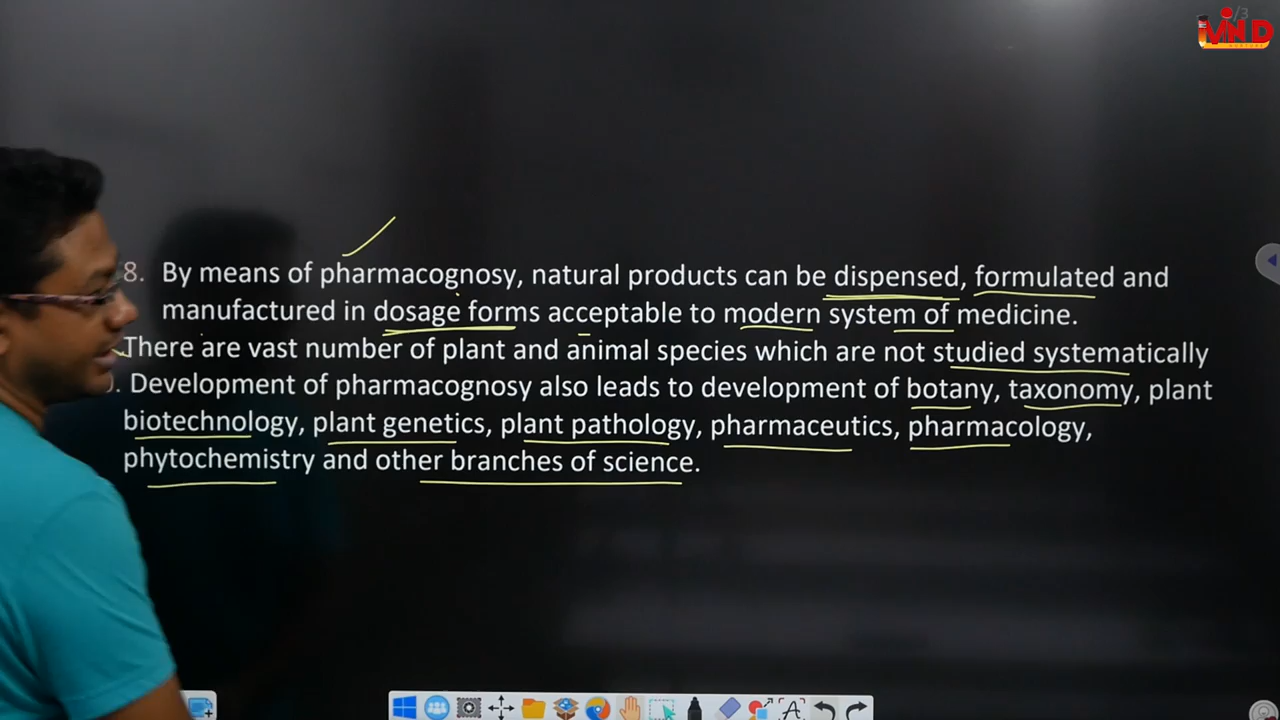 /3
8. By means of pharmacognosy, natural products can be dispensed, formulated and
manufactured in dosage forms acceptable to modern system of medicine.
There are vast number of plant and animal species which are not studied systematically
. Development of pharmacognosy also leads to development of botany, taxonomy, plant
biotechnology, plant genetics, plant pathology, pharmaceutics, pharmacology,
phytochemistry and other branches of science.